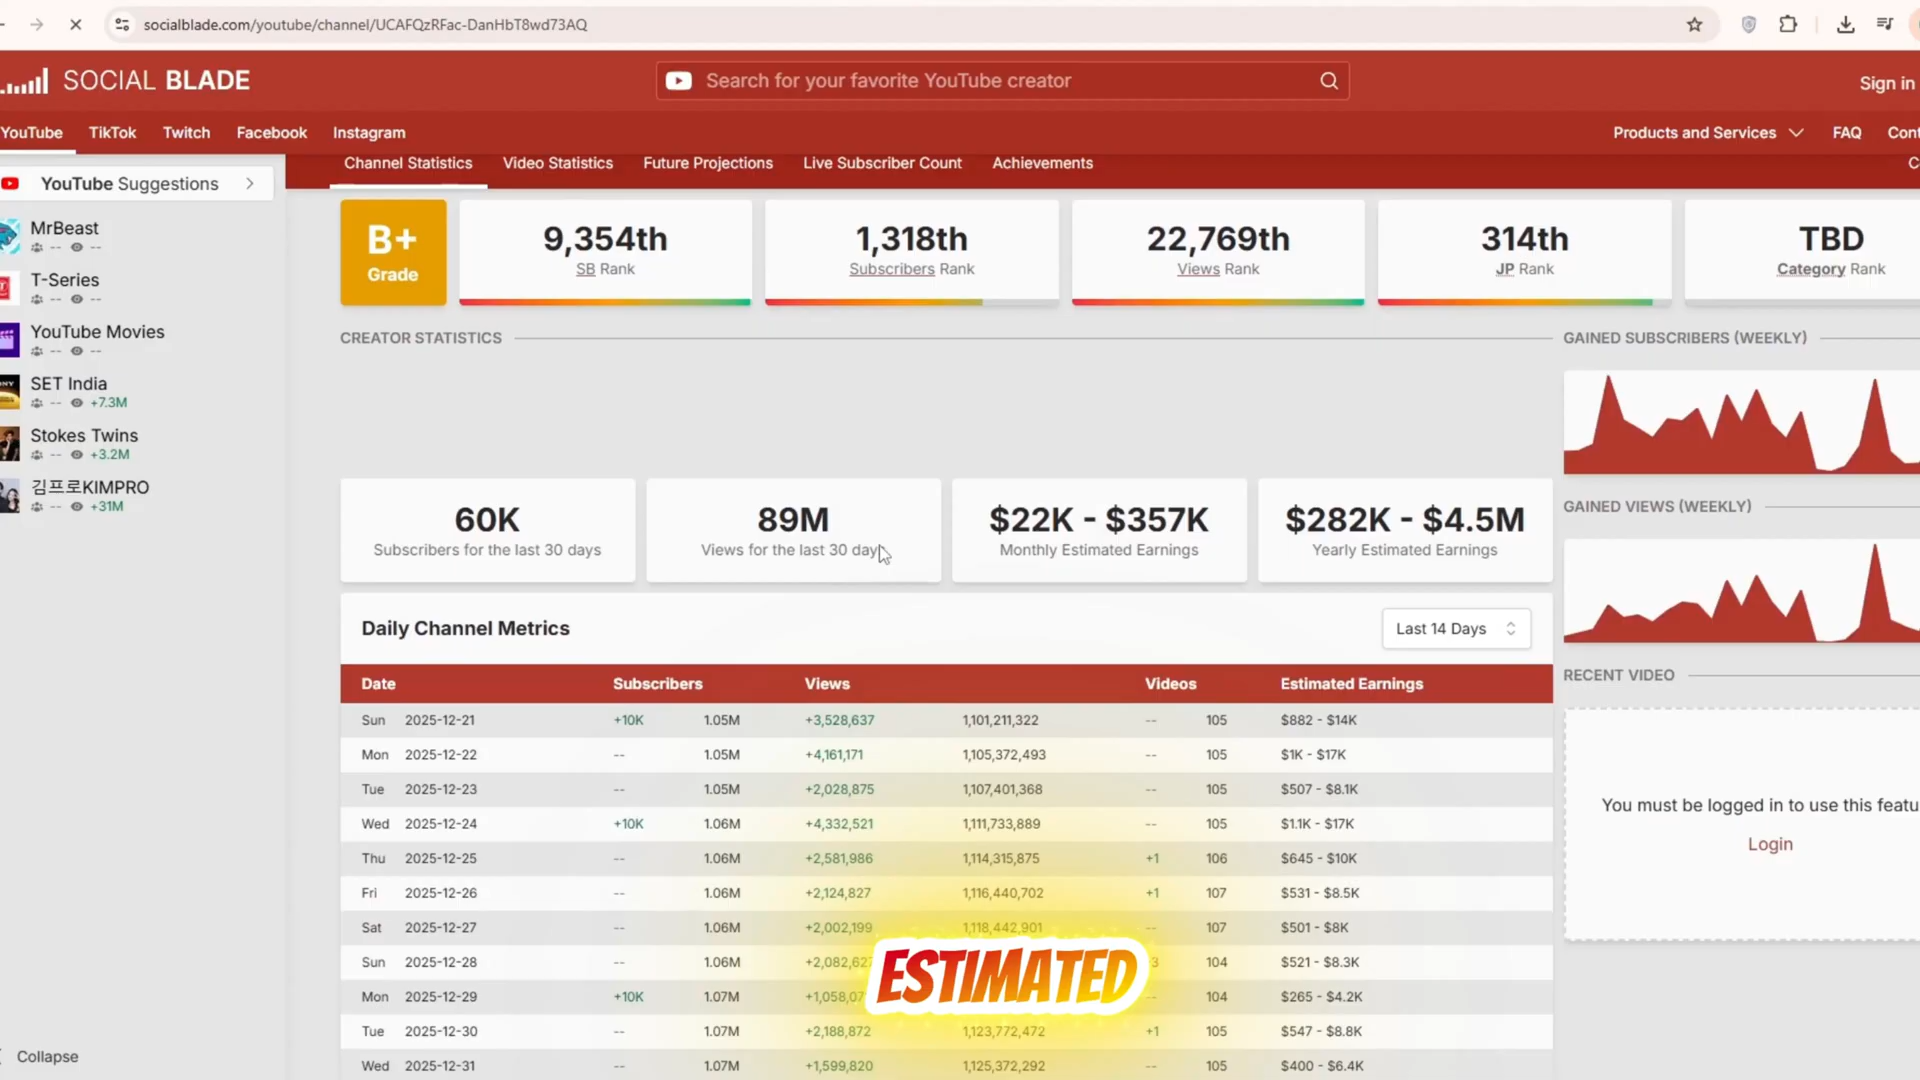 socialblade.com/youtube/channel/UCAFQzRFac-DanHbT8wd73AQ
SOCIAL BLADE
Search for your favorite YouTube creator
Sign in
YouTube TikTok Twitch Facebook Instagram
Products and Services FAQ
Channel Statistics Video Statistics Future Projections Live Subscriber Count Achievements
YouTube Suggestions
MrBeast
-- --
T-Series
-- --
YouTube Movies
-- --
SET India
-- +7.3M
Stokes Twins
-- +3.2M
김프로KIMPRO
-- +31M
Collapse
B+
Grade
9,354th
SB Rank
1,318th
Subscribers Rank
22,769th
Views Rank
314th
JP Rank
TBD
Category Rank
CREATOR STATISTICS
60K
Subscribers for the last 30 days
89M
Views for the last 30 days
$22K - $357K
Monthly Estimated Earnings
$282K - $4.5M
Yearly Estimated Earnings
Daily Channel Metrics
Last 14 Days
Date Subscribers Views Videos Estimated Earnings
Sun 2025-12-21 +10K 1.05M +3,528,637 1,101,211,322 -- 105 $882 - $14K
Mon 2025-12-22 -- 1.05M +4,161,171 1,105,372,493 -- 105 $1K - $17K
Tue 2025-12-23 -- 1.05M +2,028,875 1,107,401,368 -- 105 $507 - $8.1K
Wed 2025-12-24 +10K 1.06M +4,332,521 1,111,733,889 -- 105 $1.1K - $17K
Thu 2025-12-25 -- 1.06M +2,581,986 1,114,315,875 +1 106 $645 - $10K
Fri 2025-12-26 -- 1.06M +2,124,827 1,116,440,702 +1 107 $531 - $8.5K
Sat 2025-12-27 -- 1.06M +2,002,199 1,118,442,901 -- 107 $501 - $8K
Sun 2025-12-28 -- 1.06M 104 $521 - $8.3K
Mon 2025-12-29 +10K 1.07M -- 104 $265 - $4.2K
Tue 2025-12-30 -- 1.07M +2,188,872 1,123,772,472 +1 105 $547 - $8.8K
Wed 2025-12-31 -- 1.07M +1,599,820 1,125,372,292 -- 105 $400 - $6.4K
ESTIMATED
GAINED SUBSCRIBERS (WEEKLY)
GAINED VIEWS (WEEKLY)
RECENT VIDEO
You must be logged in to use this
Login